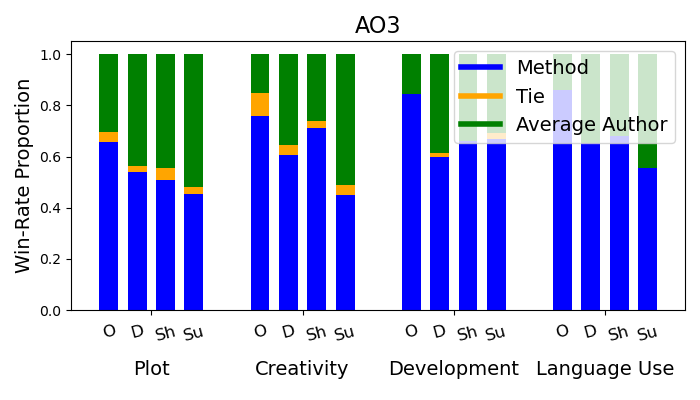 AO3
Win-Rate Proportion
1.0
0.8
0.6
0.4
0.2
0.0
Method
Tie
Average Author
O D Sh Su O D Sh Su O D Sh Su O D Sh Su
Plot Creativity Development Language Use